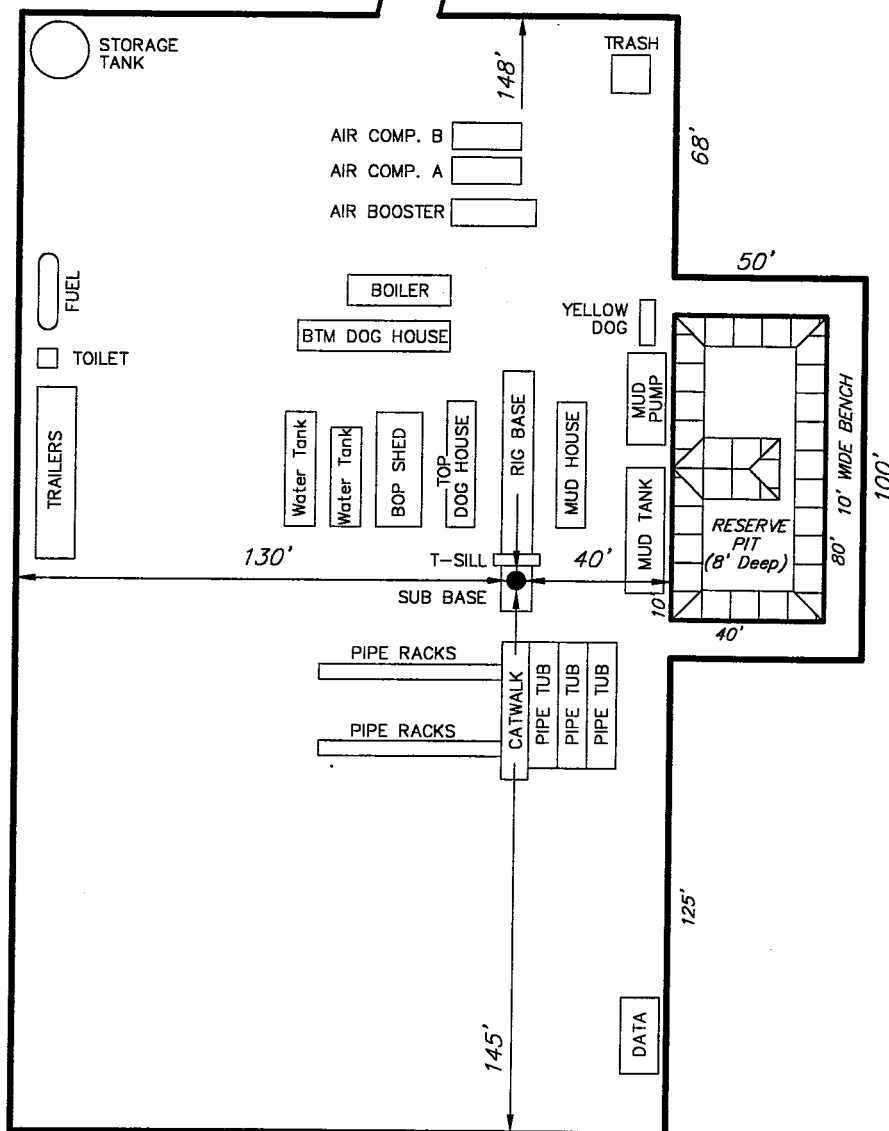 STORAGE
TANK
TRASH
148'
AIR COMP. B
AIR COMP. A
AIR BOOSTER
68'
50'
FUEL
BOILER
YELLOW
DOG
BTM DOG HOUSE
TOILET
TRAILERS
Water Tank
Water Tank
BOP SHED
TOP
DOG HOUSE
RIG BASE
MUD HOUSE
MUD
PUMP
MUD TANK
RESERVE
PIT
(8' Deep)
10' WIDE BENCH
80'
100'
130'
T-SILL
40'
SUB BASE
10'
40'
PIPE RACKS
PIPE RACKS
CATWALK
PIPE TUB
PIPE TUB
PIPE TUB
125'
145'
DATA